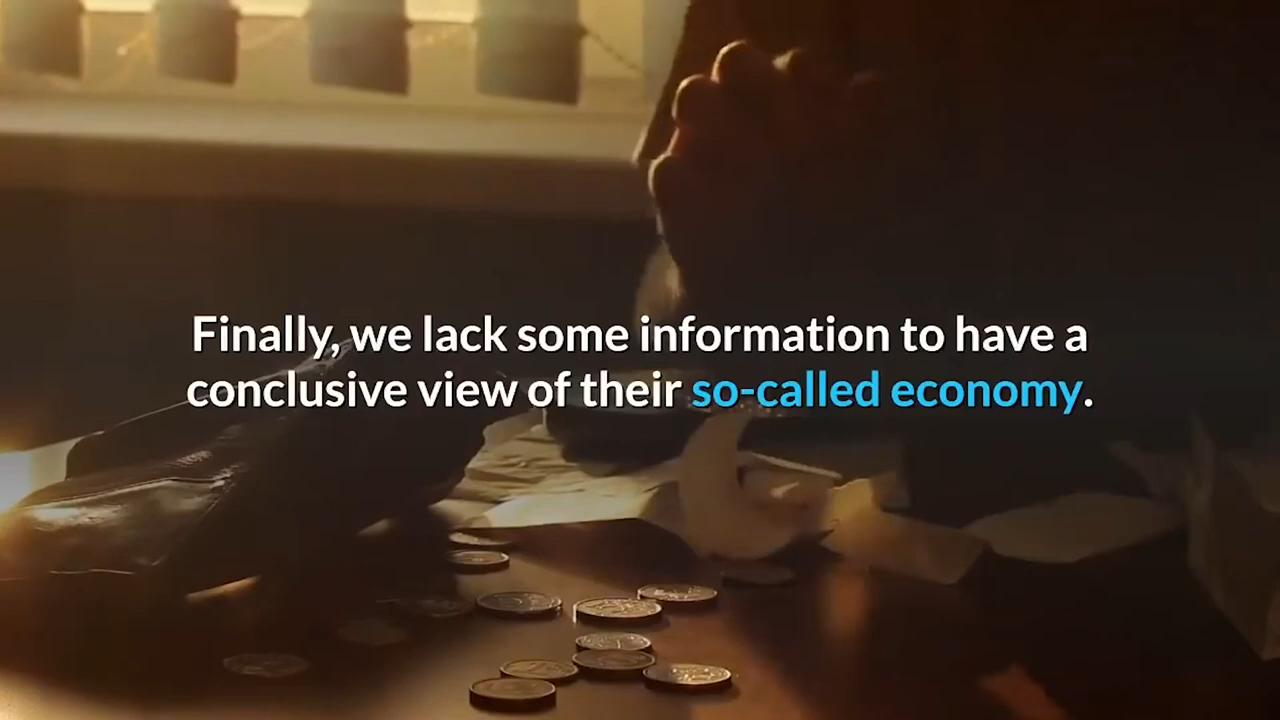 Finally, we lack some information to have a
conclusive view of their so-called economy.